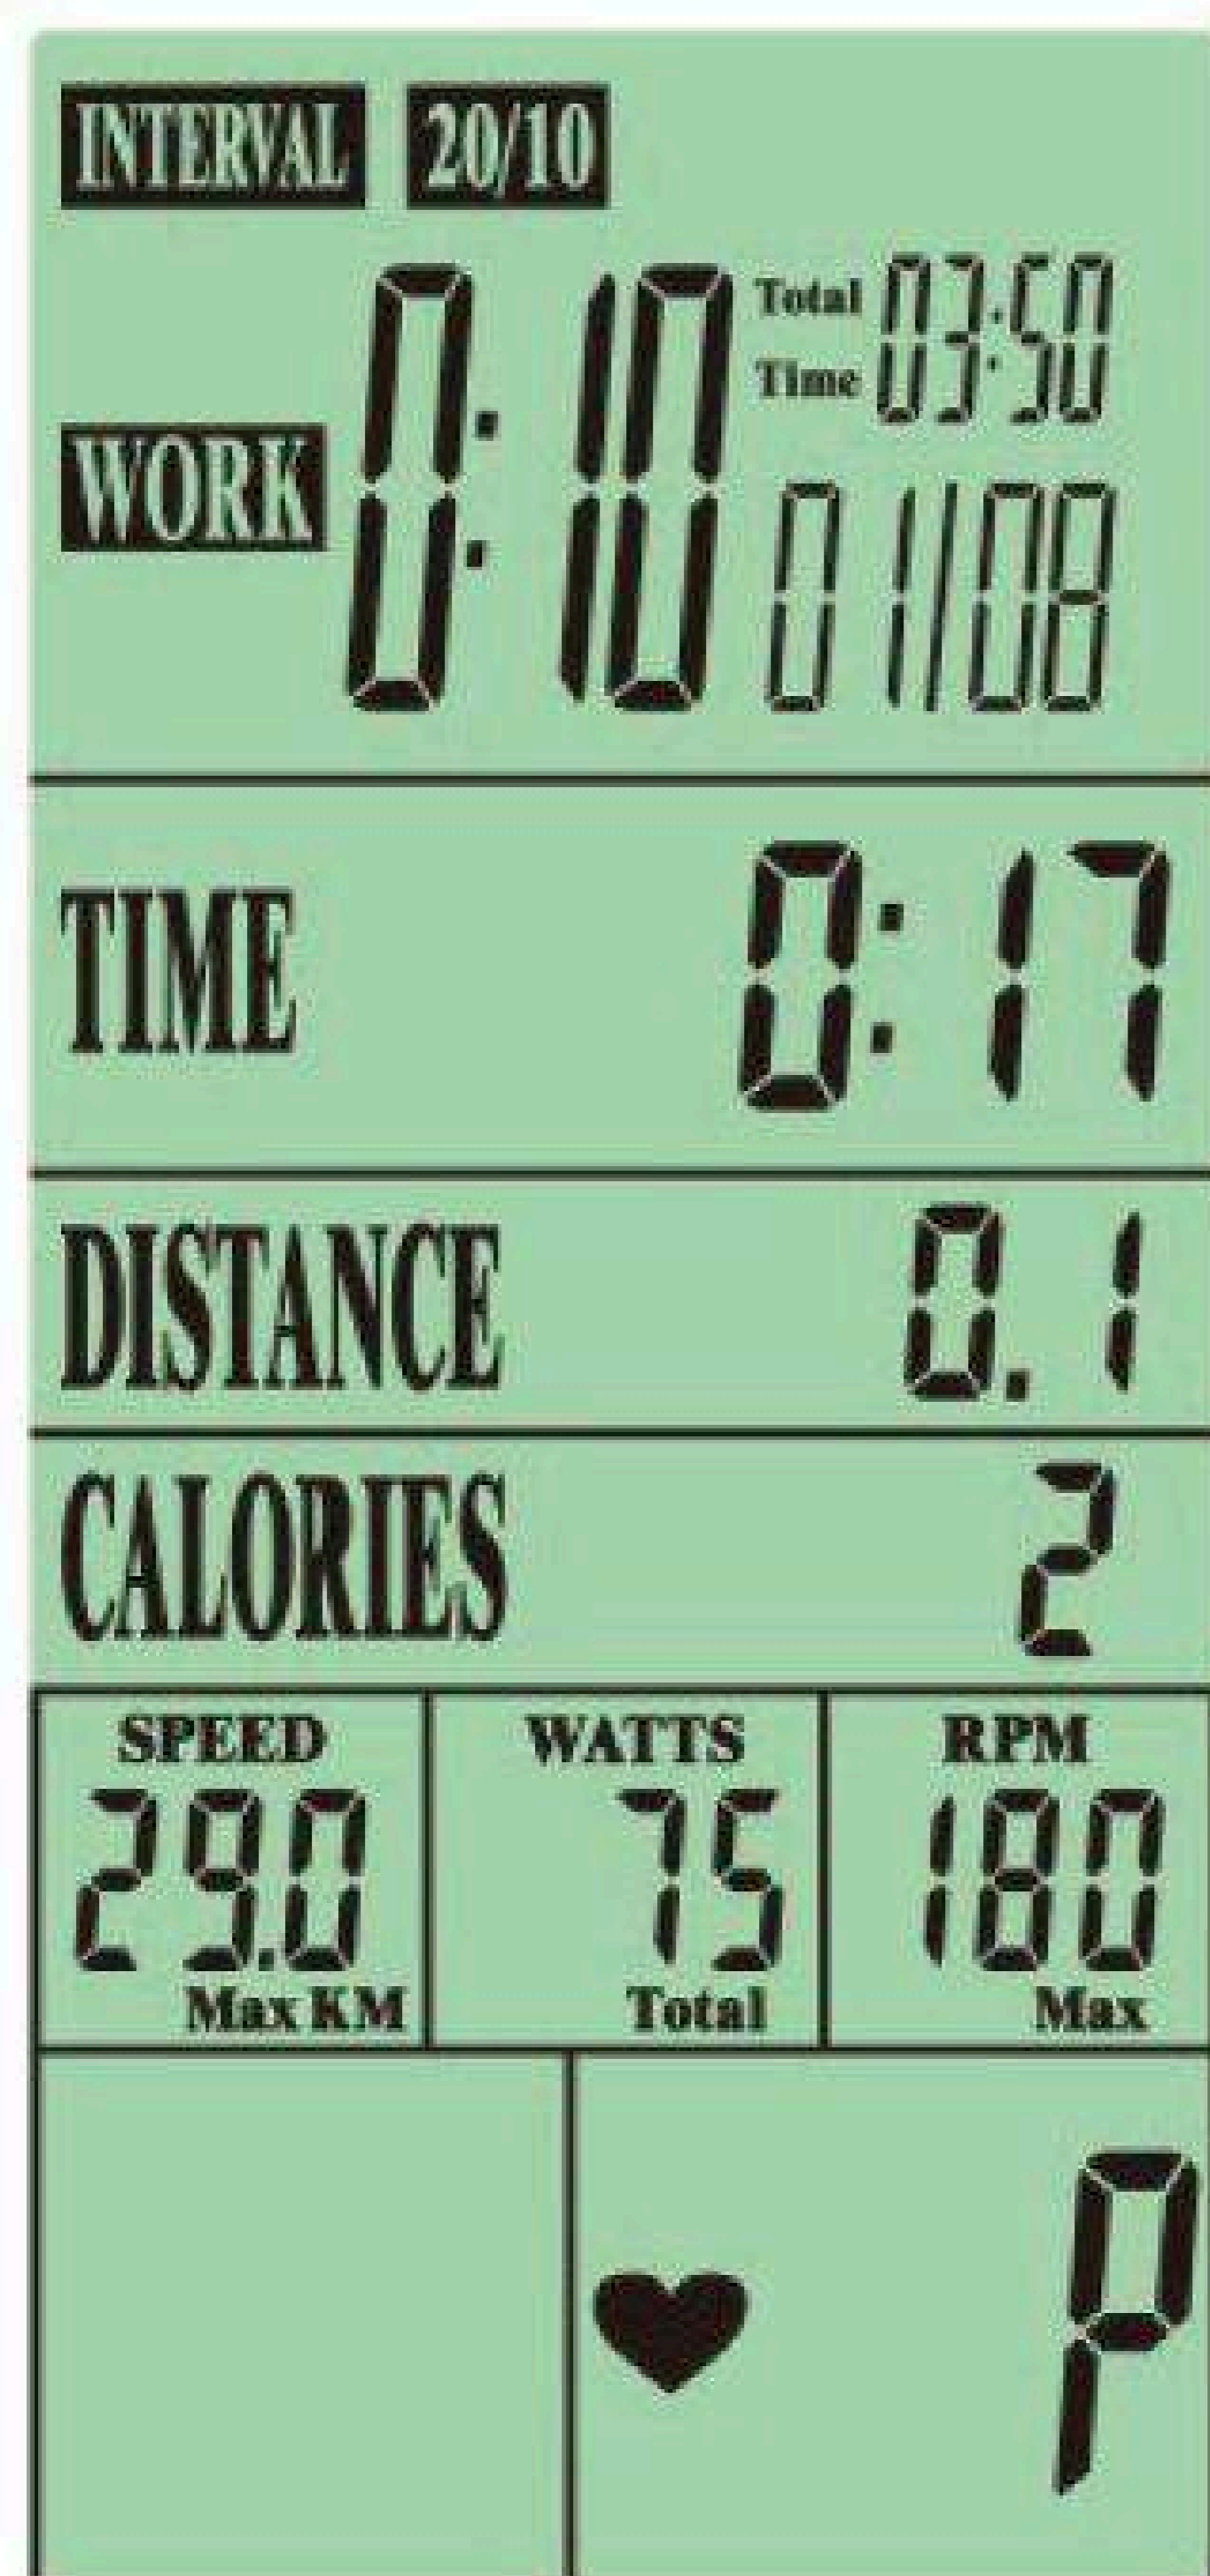 INTERVAL 20/10
Total Time 03:50
WORK 0:10 01/08
TIME 0:17
DISTANCE 0.1
CALORIES 2
SPEED WATTS RPM
29.0 75 180
Max KM Total Max
P